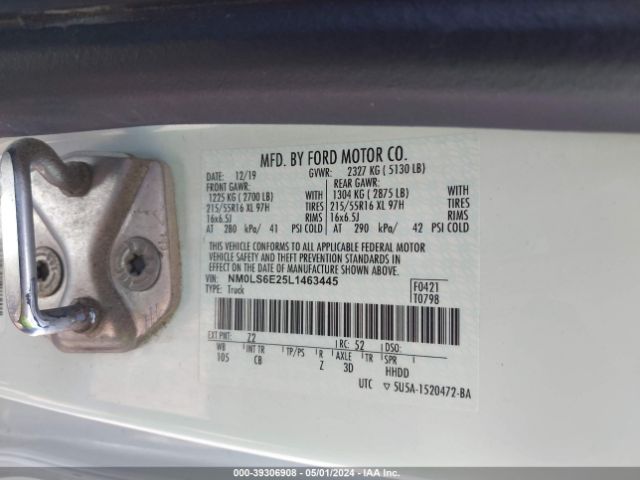 MFD. BY FORD MOTOR CO.
DATE: 12/19 GVWR: 2327 KG ( 5130 LB)
FRONT GAWR: REAR GAWR:
1225 KG ( 2700 LB) WITH 1304 KG ( 2875 LB) WITH
215/55R16 XL 97H TIRES 215/55R16 XL 97H TIRES
16x6.5J RIMS 16x6.5J RIMS
AT 280 kPa/ 41 PSI COLD AT 290 kPa/ 42 PSI COLD
THIS VEHICLE CONFORMS TO ALL APPLICABLE FEDERAL MOTOR
VEHICLE SAFETY AND THEFT PREVENTION STANDARDS IN
EFFECT ON THE DATE OF MANUFACTURE SHOWN ABOVE.
VIN: NM0LS6E25L1463445 F0421
TYPE: Truck T0798
EXT PNT: Z2 RC: 52 DSO:
WB INT TR TP/PS R AXLE TR SPR
105 CB Z 3D HHDD
UTC ▽ SU5A-1520472-BA
000-39306908 - 05/01/2024 - IAA Inc.